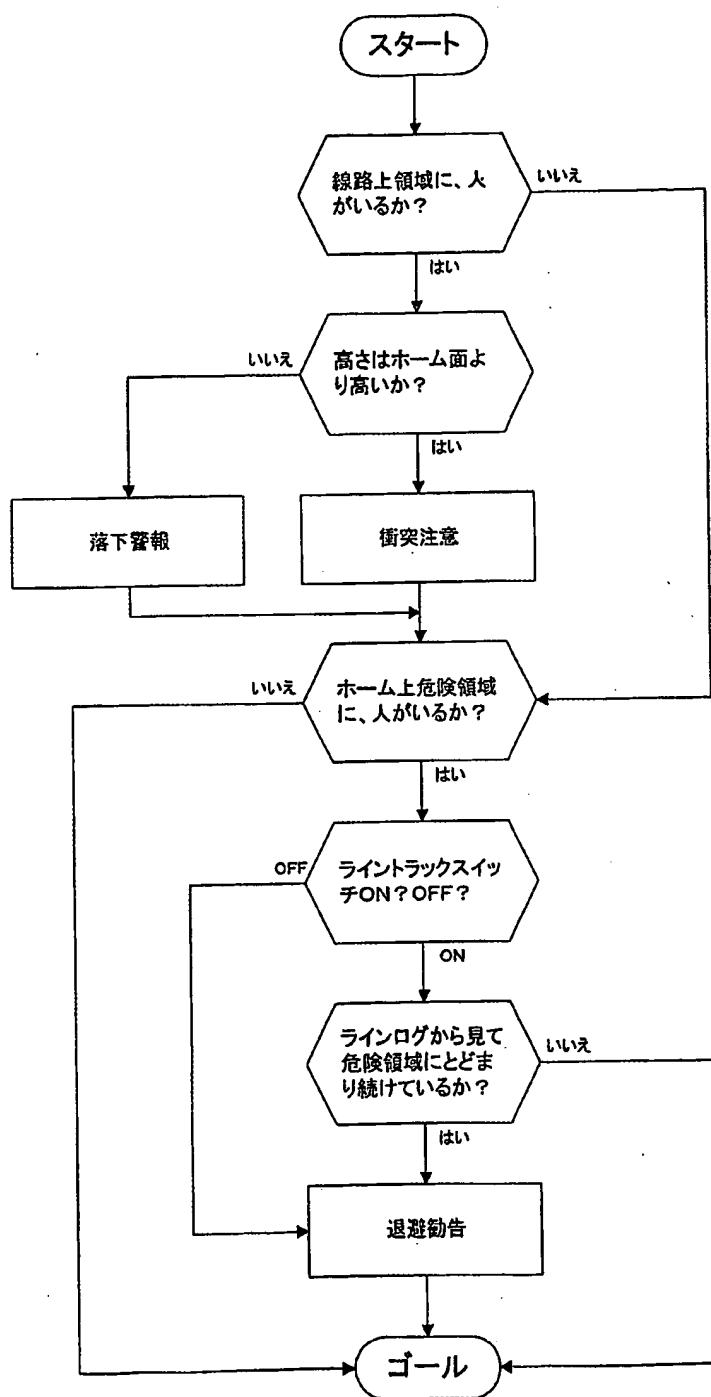 スタート
線路上領域に、人
がいるか？
いいえ
はい
いいえ
高さはホーム面よ
り高いか？
はい
落下警報
衝突注意
いいえ
ホーム上危険領域
に、人がいるか？
はい
OFF
ライントラックスイッ
チON？OFF？
ON
ラインログから見て
危険領域にとどま
り続けているか？
いいえ
はい
退避勧告
ゴール